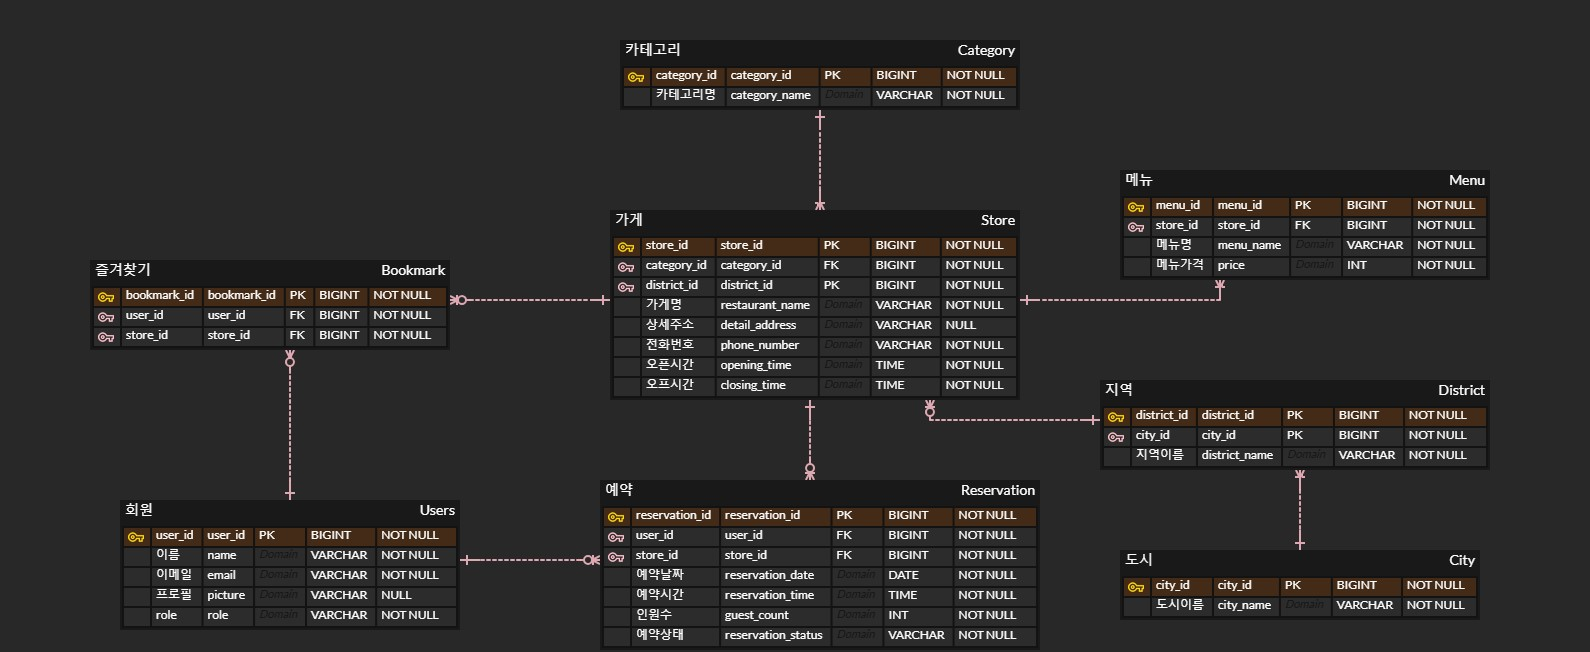 카테고리 Category
category_id category_id PK BIGINT NOT NULL
카테고리명 category_name Domain VARCHAR NOT NULL
메뉴 Menu
menu_id menu_id PK BIGINT NOT NULL
store_id store_id FK BIGINT NOT NULL
메뉴명 menu_name Domain VARCHAR NOT NULL
메뉴가격 price Domain INT NOT NULL
가게 Store
store_id store_id PK BIGINT NOT NULL
category_id category_id FK BIGINT NOT NULL
district_id district_id PK BIGINT NOT NULL
가게명 restaurant_name Domain VARCHAR NOT NULL
상세주소 detail_address Domain VARCHAR NULL
전화번호 phone_number Domain VARCHAR NOT NULL
오픈시간 opening_time Domain TIME NOT NULL
오프시간 closing_time Domain TIME NOT NULL
즐겨찾기 Bookmark
bookmark_id bookmark_id PK BIGINT NOT NULL
user_id user_id FK BIGINT NOT NULL
store_id store_id FK BIGINT NOT NULL
지역 District
district_id district_id PK BIGINT NOT NULL
city_id city_id PK BIGINT NOT NULL
지역이름 district_name Domain VARCHAR NOT NULL
회원 Users
user_id user_id PK BIGINT NOT NULL
이름 name Domain VARCHAR NOT NULL
이메일 email Domain VARCHAR NOT NULL
프로필 picture Domain VARCHAR NULL
role role Domain VARCHAR NOT NULL
예약 Reservation
reservation_id reservation_id PK BIGINT NOT NULL
user_id user_id FK BIGINT NOT NULL
store_id store_id FK BIGINT NOT NULL
예약날짜 reservation_date Domain DATE NOT NULL
예약시간 reservation_time Domain TIME NOT NULL
인원수 guest_count Domain INT NOT NULL
예약상태 reservation_status Domain VARCHAR NOT NULL
도시 City
city_id city_id PK BIGINT NOT NULL
도시이름 city_name Domain VARCHAR NOT NULL